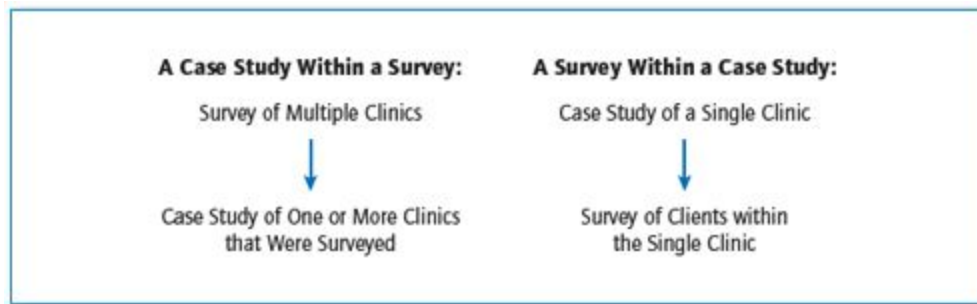 A Case Study Within a Survey:
Survey of Multiple Clinics
Case Study of One or More Clinics
that Were Surveyed
A Survey Within a Case Study:
Case Study of a Single Clinic
Survey of Clients within
the Single Clinic